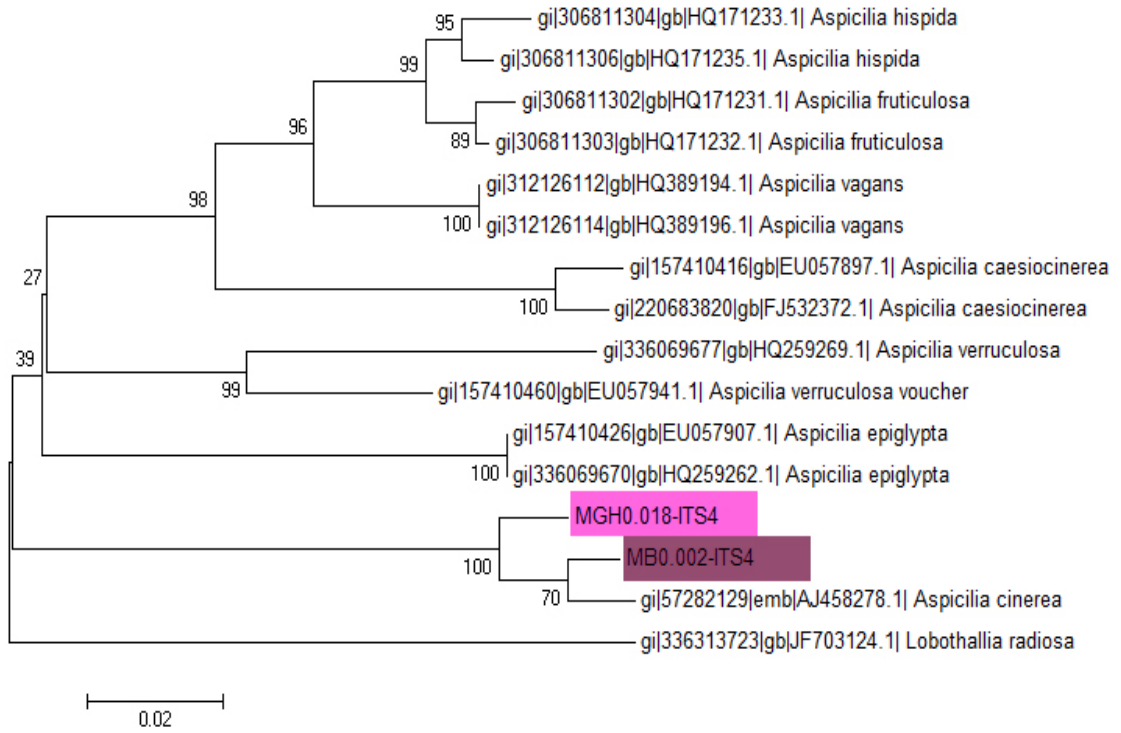 95
gi|306811304|gb|HQ171233.1| Aspicilia hispida
99
gi|306811306|gb|HQ171235.1| Aspicilia hispida
gi|306811302|gb|HQ171231.1| Aspicilia fruticulosa
96
89
gi|306811303|gb|HQ171232.1| Aspicilia fruticulosa
gi|312126112|gb|HQ389194.1| Aspicilia vagans
98
100
gi|312126114|gb|HQ389196.1| Aspicilia vagans
gi|157410416|gb|EU057897.1| Aspicilia caesiocinerea
27
100
gi|220683820|gb|FJ532372.1| Aspicilia caesiocinerea
gi|336069677|gb|HQ259269.1| Aspicilia verruculosa
39
99
gi|157410460|gb|EU057941.1| Aspicilia verruculosa voucher
gi|157410426|gb|EU057907.1| Aspicilia epiglypta
100
gi|336069670|gb|HQ259262.1| Aspicilia epiglypta
MGH0.018-ITS4
MB0.002-ITS4
100
70
gi|57282129|emb|AJ458278.1| Aspicilia cinerea
gi|336313723|gb|JF703124.1| Lobothallia radiosa
0.02